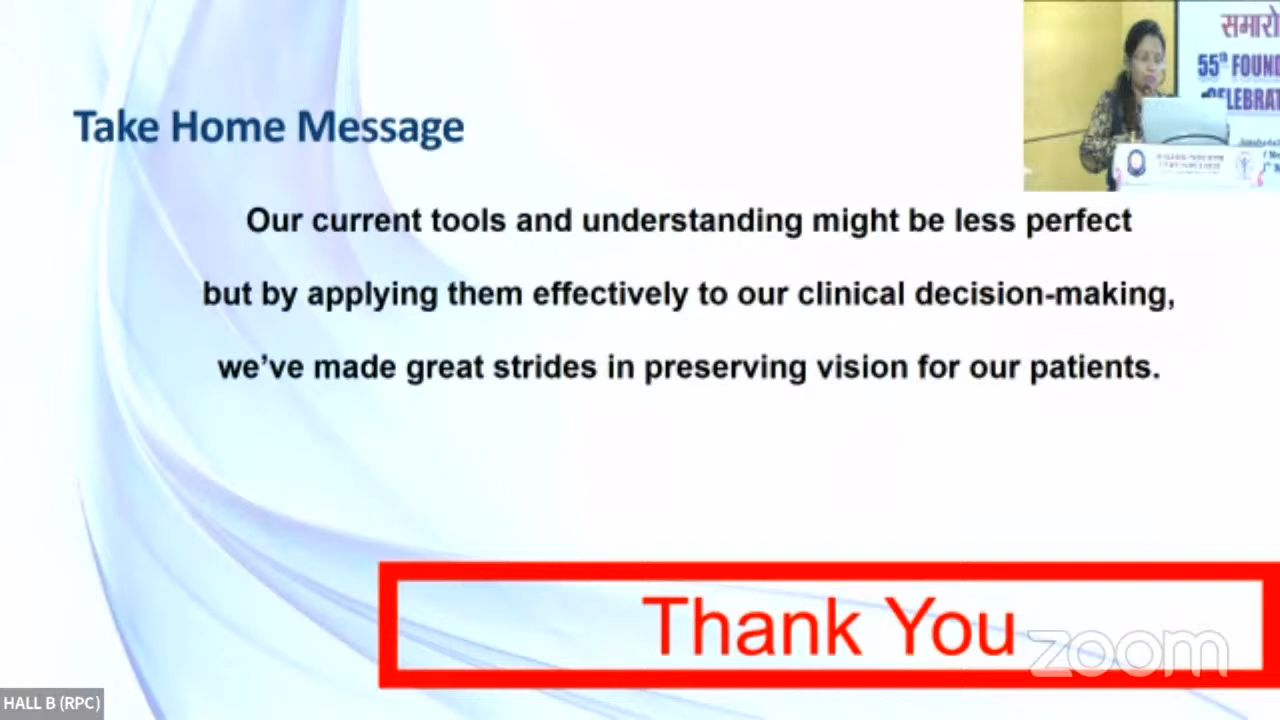 Take Home Message
Our current tools and understanding might be less perfect
but by applying them effectively to our clinical decision-making,
we’ve made great strides in preserving vision for our patients.
Thank You
zoom
HALL B (RPC)
समारो
55th FOUND
CELEBRAT